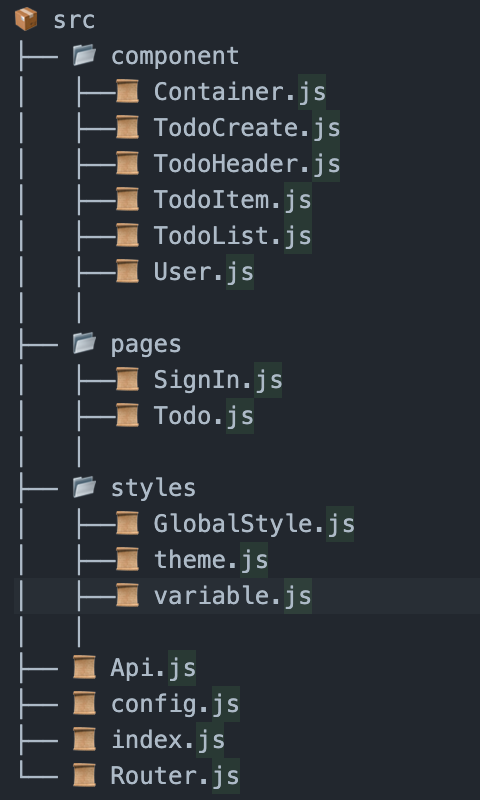 src
component
Container.js
TodoCreate.js
TodoHeader.js
TodoItem.js
TodoList.js
User.js
pages
SignIn.js
Todo.js
styles
GlobalStyle.js
theme.js
variable.js
Api.js
config.js
index.js
Router.js